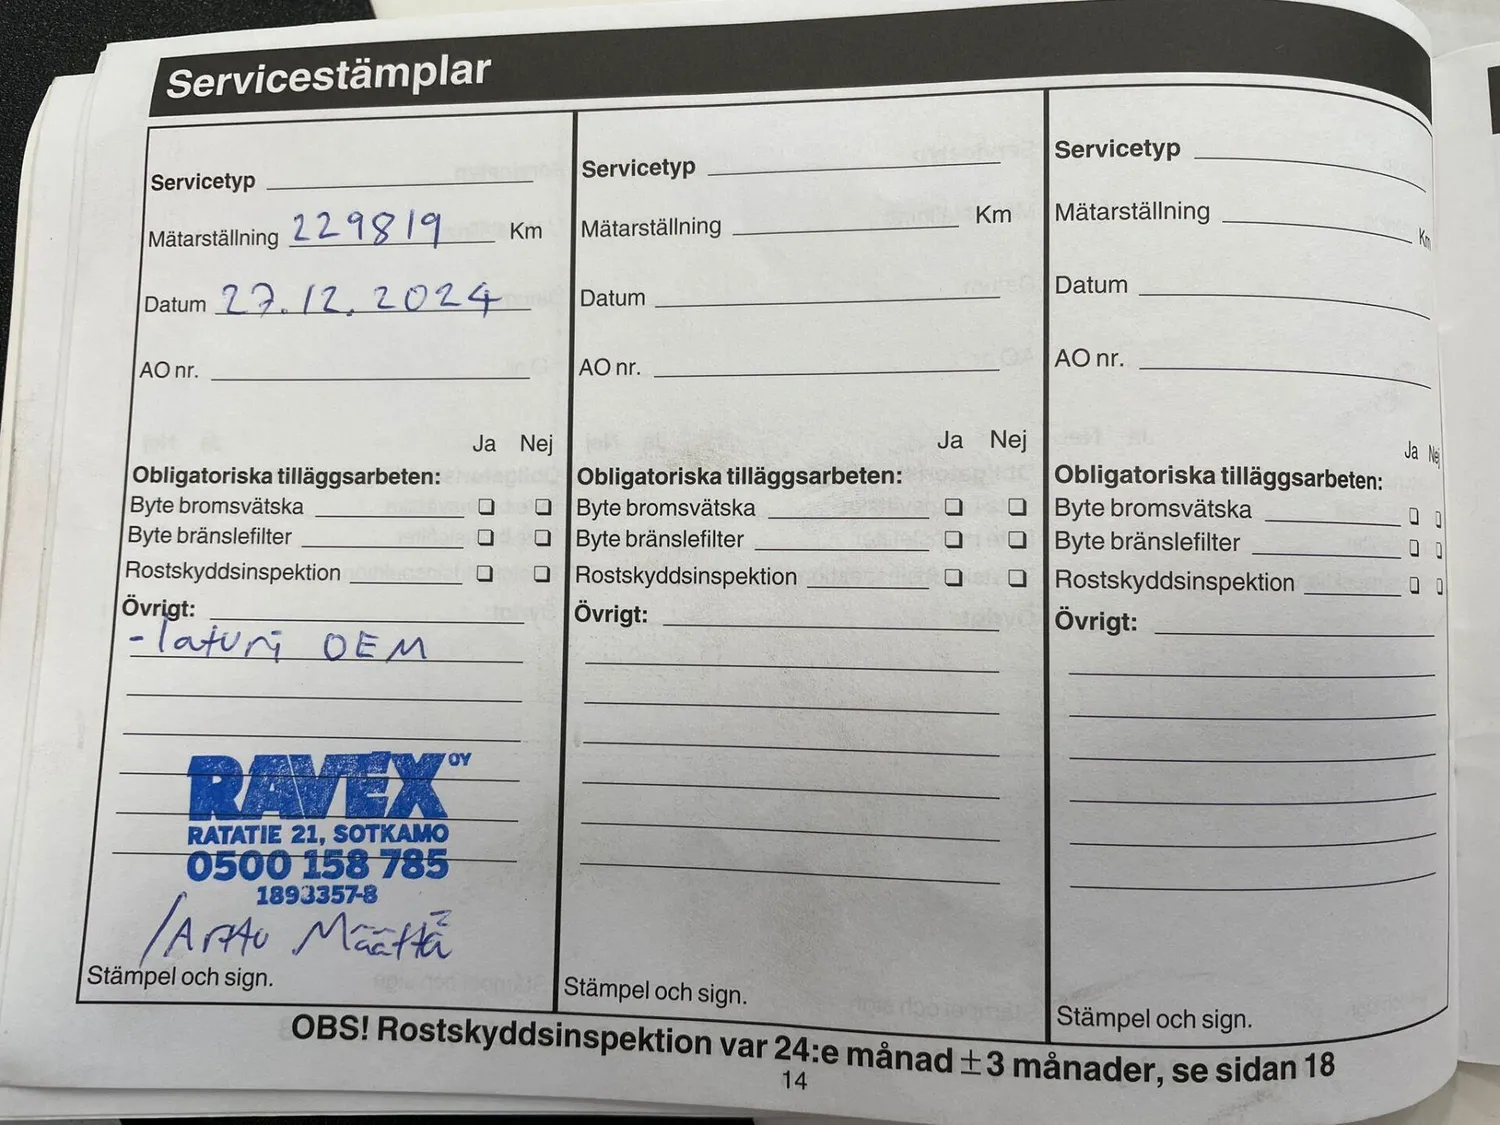 Servicestämplar
Servicetyp
Mätarställning 229819 Km
Datum 27.12.2024
AO nr.
Ja Nej
Obligatoriska tilläggsarbeten:
Byte bromsvätska
Byte bränslefilter
Rostskyddsinspektion
Övrigt:
- laturi OEM
RAVEX OY
RATATIE 21, SOTKAMO
0500 158 785
1893357-8
/Arto Määttä
Stämpel och sign.
Servicetyp
Mätarställning Km
Datum
AO nr.
Ja Nej
Obligatoriska tilläggsarbeten:
Byte bromsvätska
Byte bränslefilter
Rostskyddsinspektion
Övrigt:
Stämpel och sign.
Servicetyp
Mätarställning Km
Datum
AO nr.
Ja Nej
Obligatoriska tilläggsarbeten:
Byte bromsvätska
Byte bränslefilter
Rostskyddsinspektion
Övrigt:
Stämpel och sign.
OBS! Rostskyddsinspektion var 24:e månad ±3 månader, se sidan 18
14